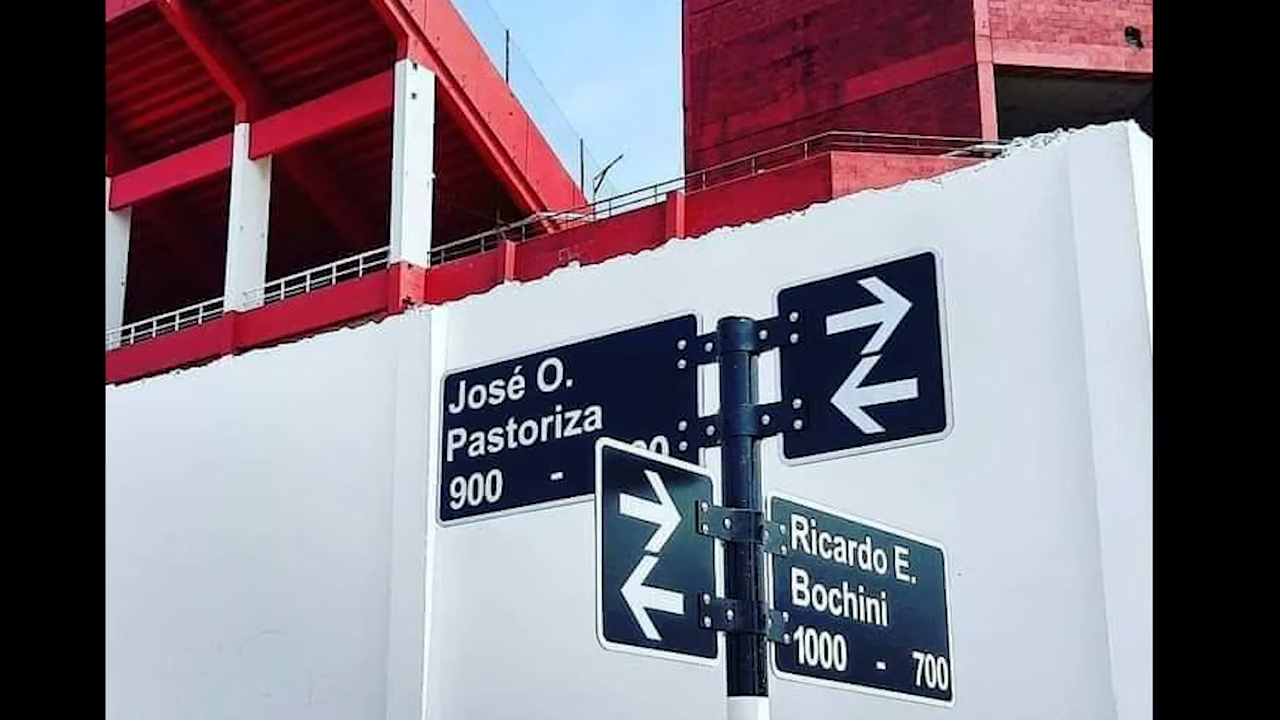 José O.
Pastoriza
900 -
Ricardo E.
Bochini
1000 - 700